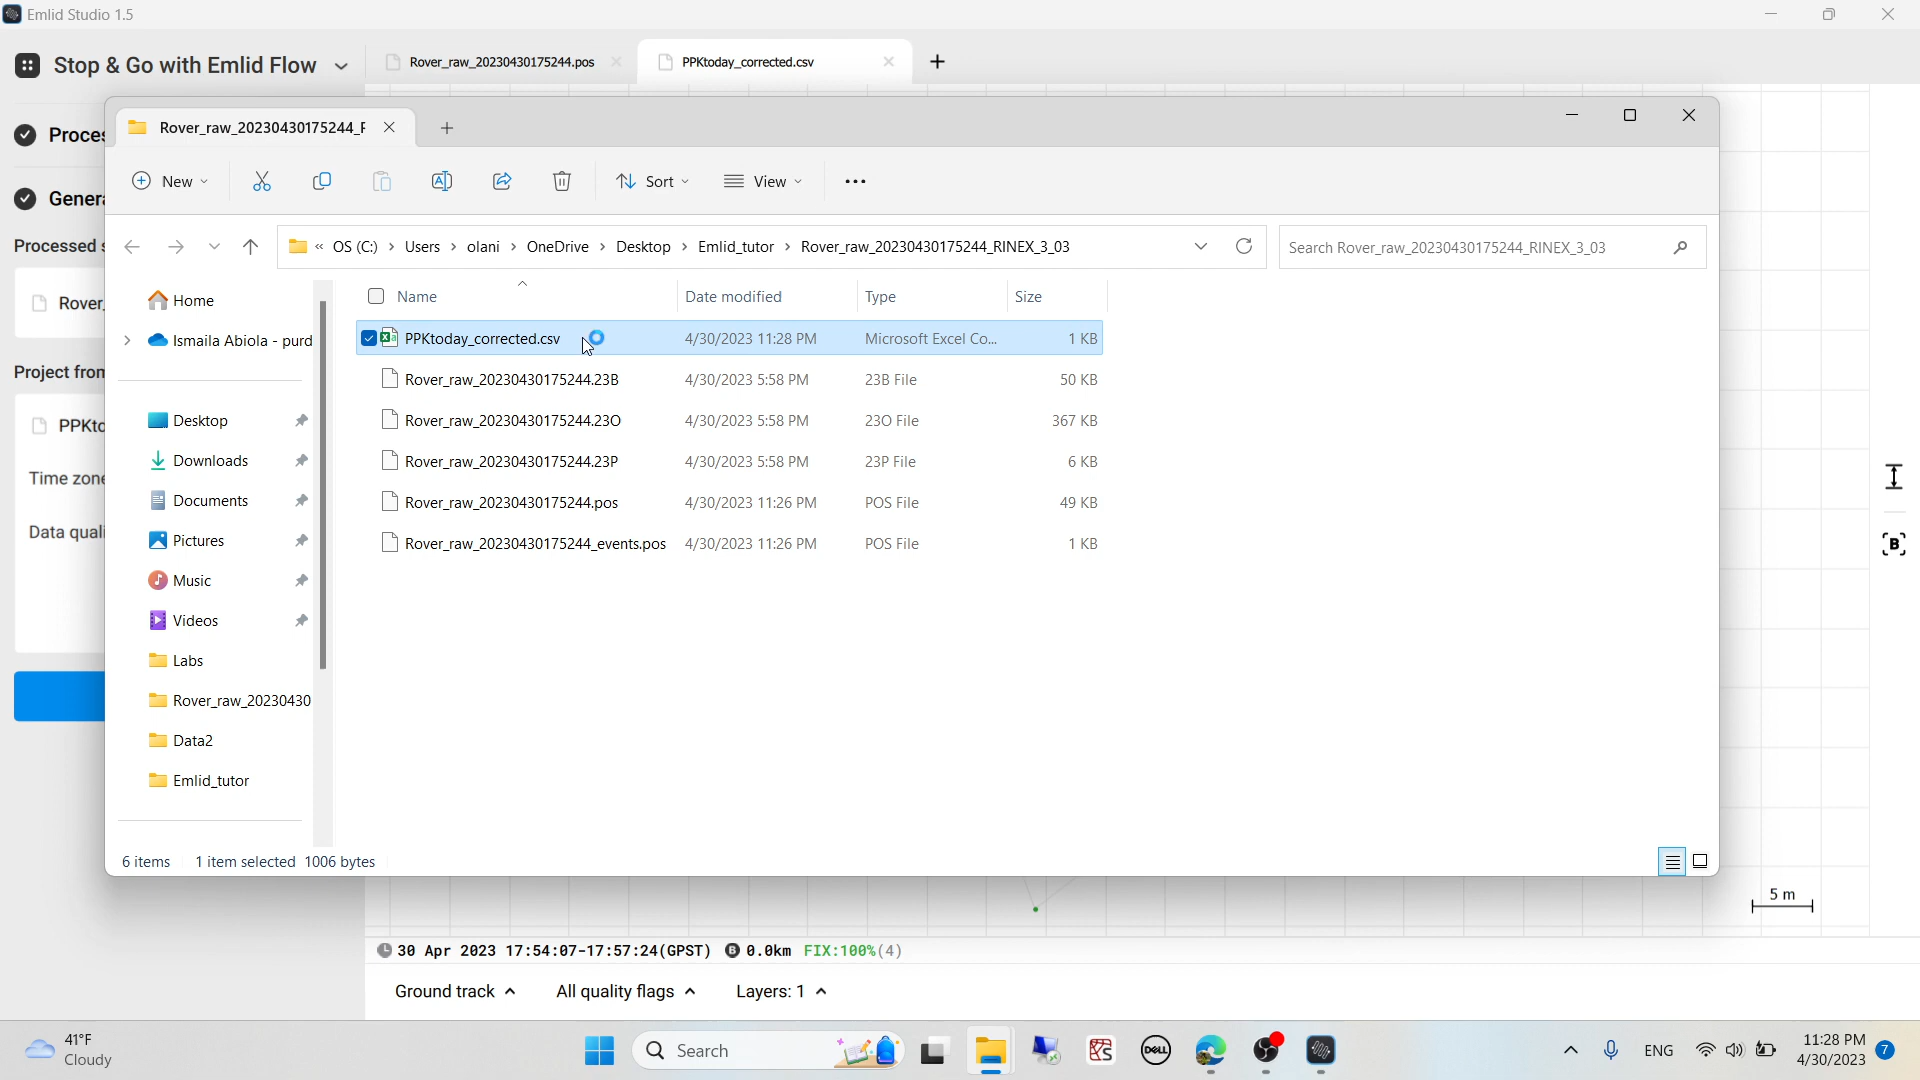 Emlid Studio 1.5
Stop & Go with Emlid Flow
Rover_raw_20230430175244.pos
PPKtoday_corrected.csv
Proces
Genera
Processed s
Rover_
Project from
PPKto
Time zone
Data quali
Rover_raw_20230430175244_F
New
Sort
View
« OS (C:) > Users > olani > OneDrive > Desktop > Emlid_tutor > Rover_raw_20230430175244_RINEX_3_03
Search Rover_raw_20230430175244_RINEX_3_03
Home
Ismaila Abiola - purd
Desktop
Downloads
Documents
Pictures
Music
Videos
Labs
Rover_raw_20230430
Data2
Emlid_tutor
Name Date modified Type Size
PPKtoday_corrected.csv 4/30/2023 11:28 PM Microsoft Excel Co... 1 KB
Rover_raw_20230430175244.23B 4/30/2023 5:58 PM 23B File 50 KB
Rover_raw_20230430175244.23O 4/30/2023 5:58 PM 23O File 367 KB
Rover_raw_20230430175244.23P 4/30/2023 5:58 PM 23P File 6 KB
Rover_raw_20230430175244.pos 4/30/2023 11:26 PM POS File 49 KB
Rover_raw_20230430175244_events.pos 4/30/2023 11:26 PM POS File 1 KB
6 items 1 item selected 1006 bytes
B
5 m
30 Apr 2023 17:54:07-17:57:24(GPST) B 0.0km FIX:100%(4)
Ground track All quality flags Layers: 1
41°F
Cloudy
Search
DELL
ENG
11:28 PM
4/30/2023
7